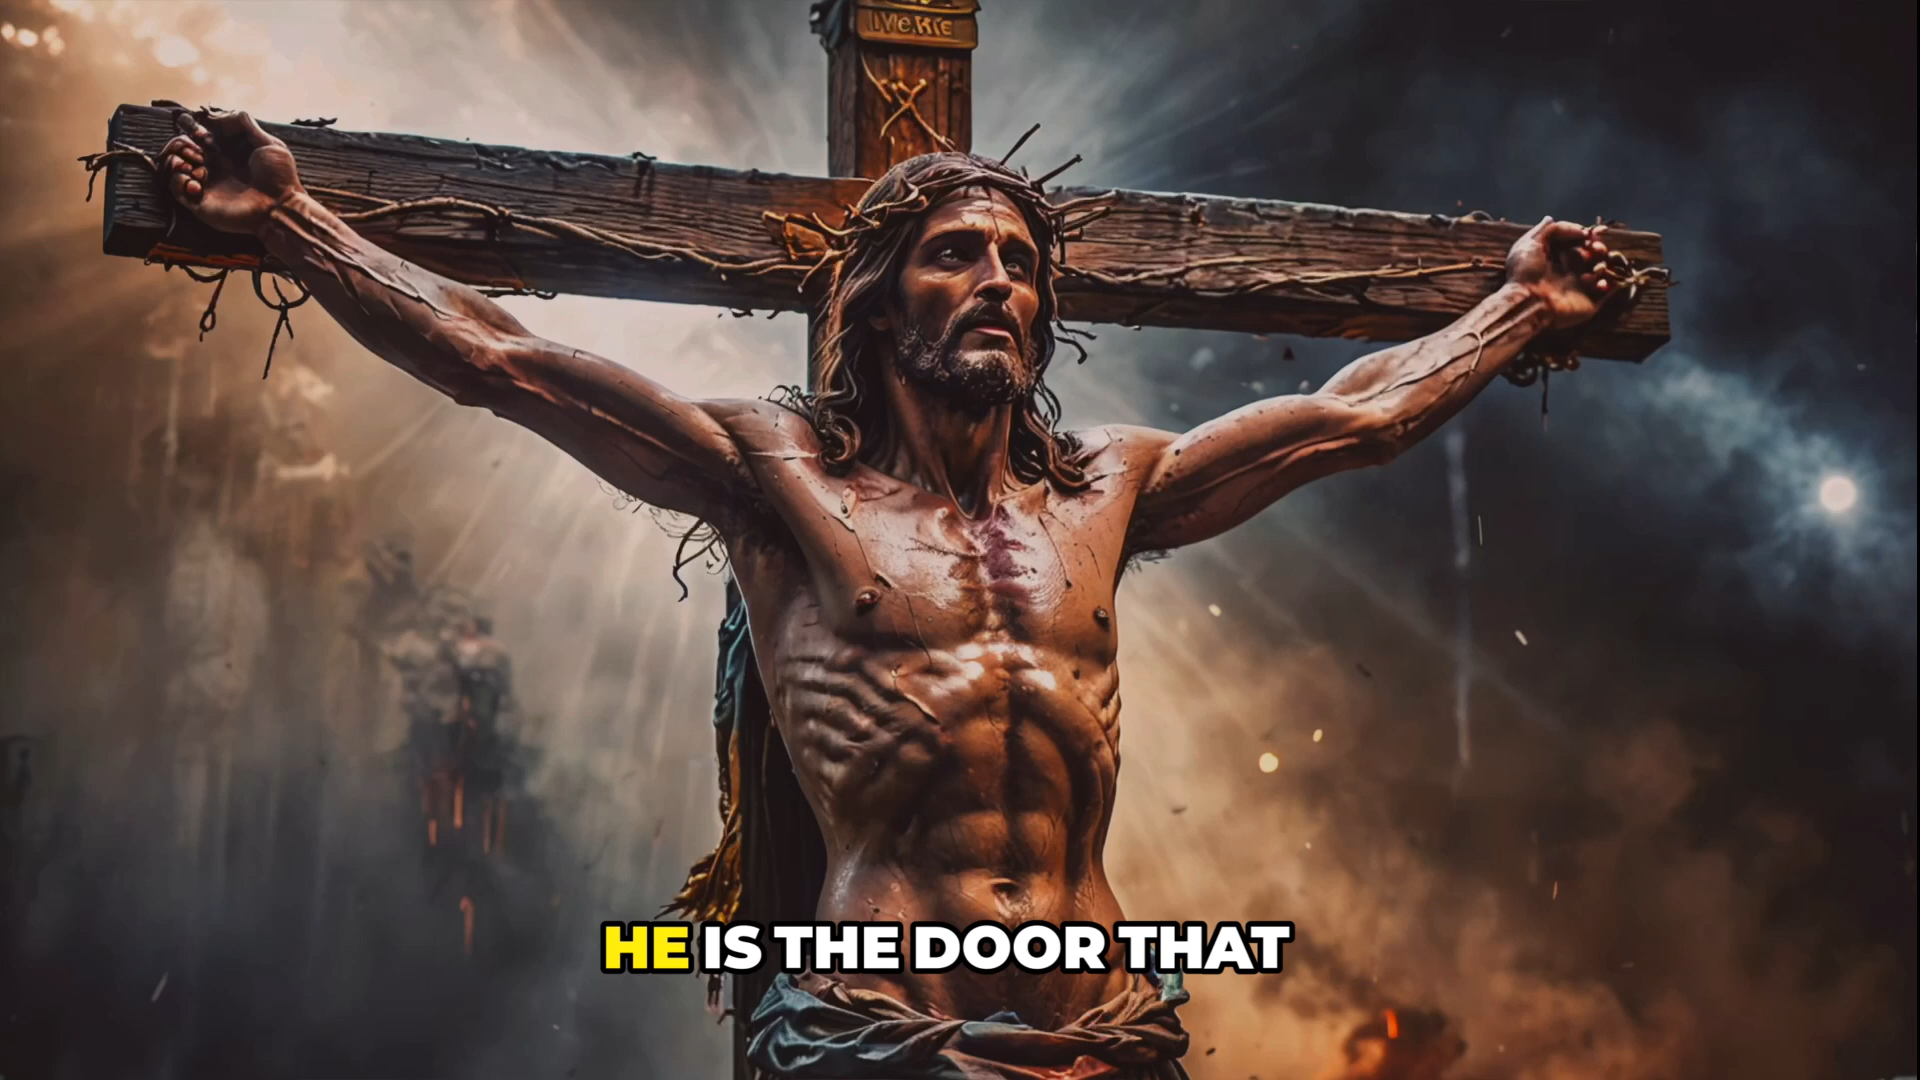 HE IS THE DOOR THAT